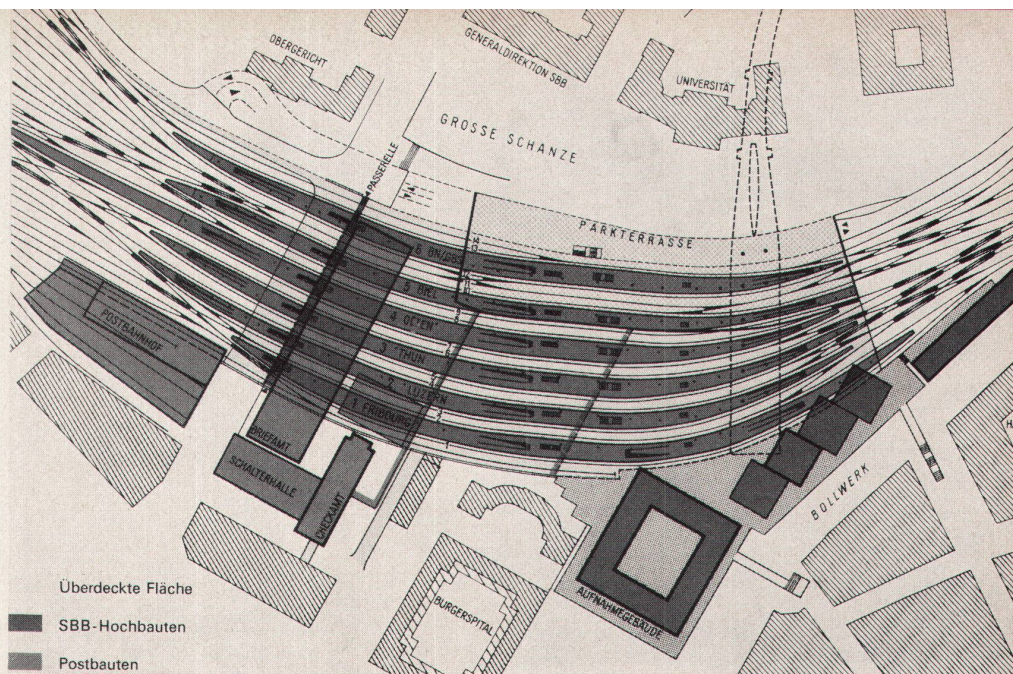 OBERGERICHT
GENERALDIREKTION SBB
UNIVERSITÄT
GROSSE SCHANZE
PASSERELLE
PARKTERRASSE
5 BIEL
4 OLTEN
3 THUN
2 LUZERN
1 FRIBOURG
POSTBAHNHOF
BRIEFAMT
SCHALTERHALLE
CHECKAMT
BOLLWERK
BURGERSPITAL
AUFNAHMEGEBÄUDE
Überdeckte Fläche
SBB-Hochbauten
Postbauten